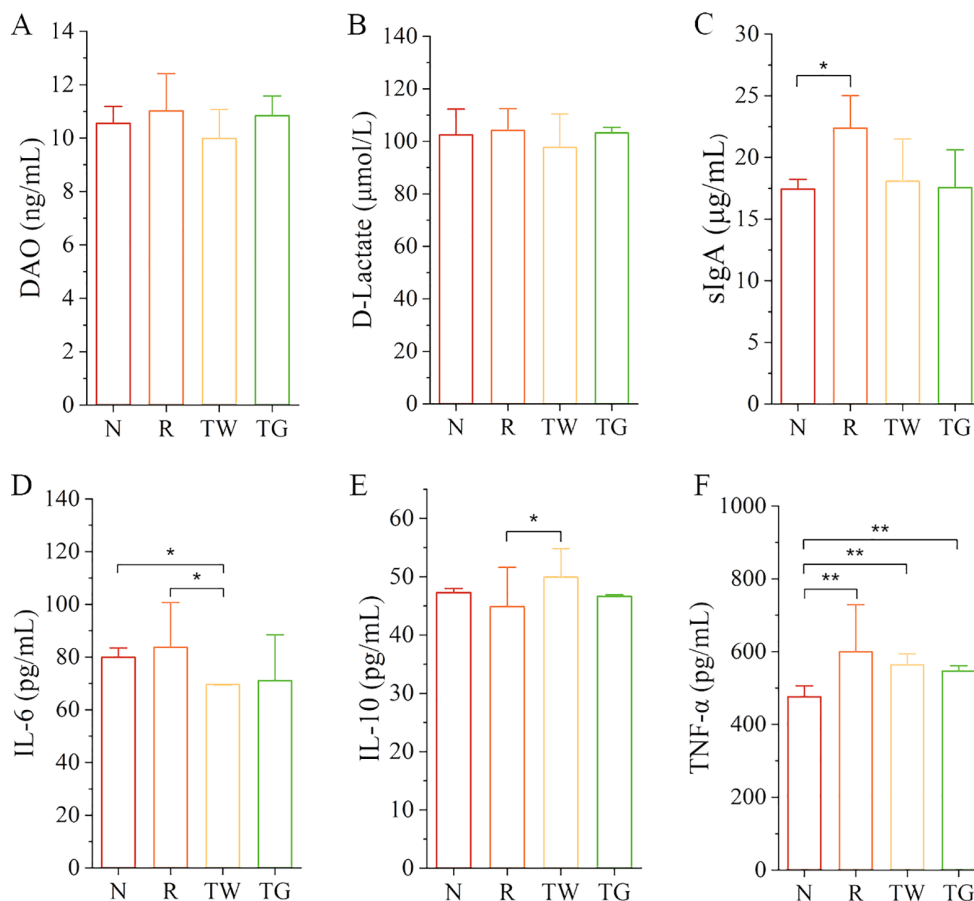 A
DAO (ng/mL)
14
12
10
8
6
4
2
0
N R TW TG
B
D-Lactate (μmol/L)
140
120
100
80
60
40
20
0
N R TW TG
C
sIgA (μg/mL)
30
25
20
15
10
5
0
*
N R TW TG
D
IL-6 (pg/mL)
140
120
100
80
60
40
20
0
*
*
N R TW TG
E
IL-10 (pg/mL)
60
50
40
30
20
10
0
*
N R TW TG
F
TNF-α (pg/mL)
1000
800
600
400
200
0
**
**
**
N R TW TG